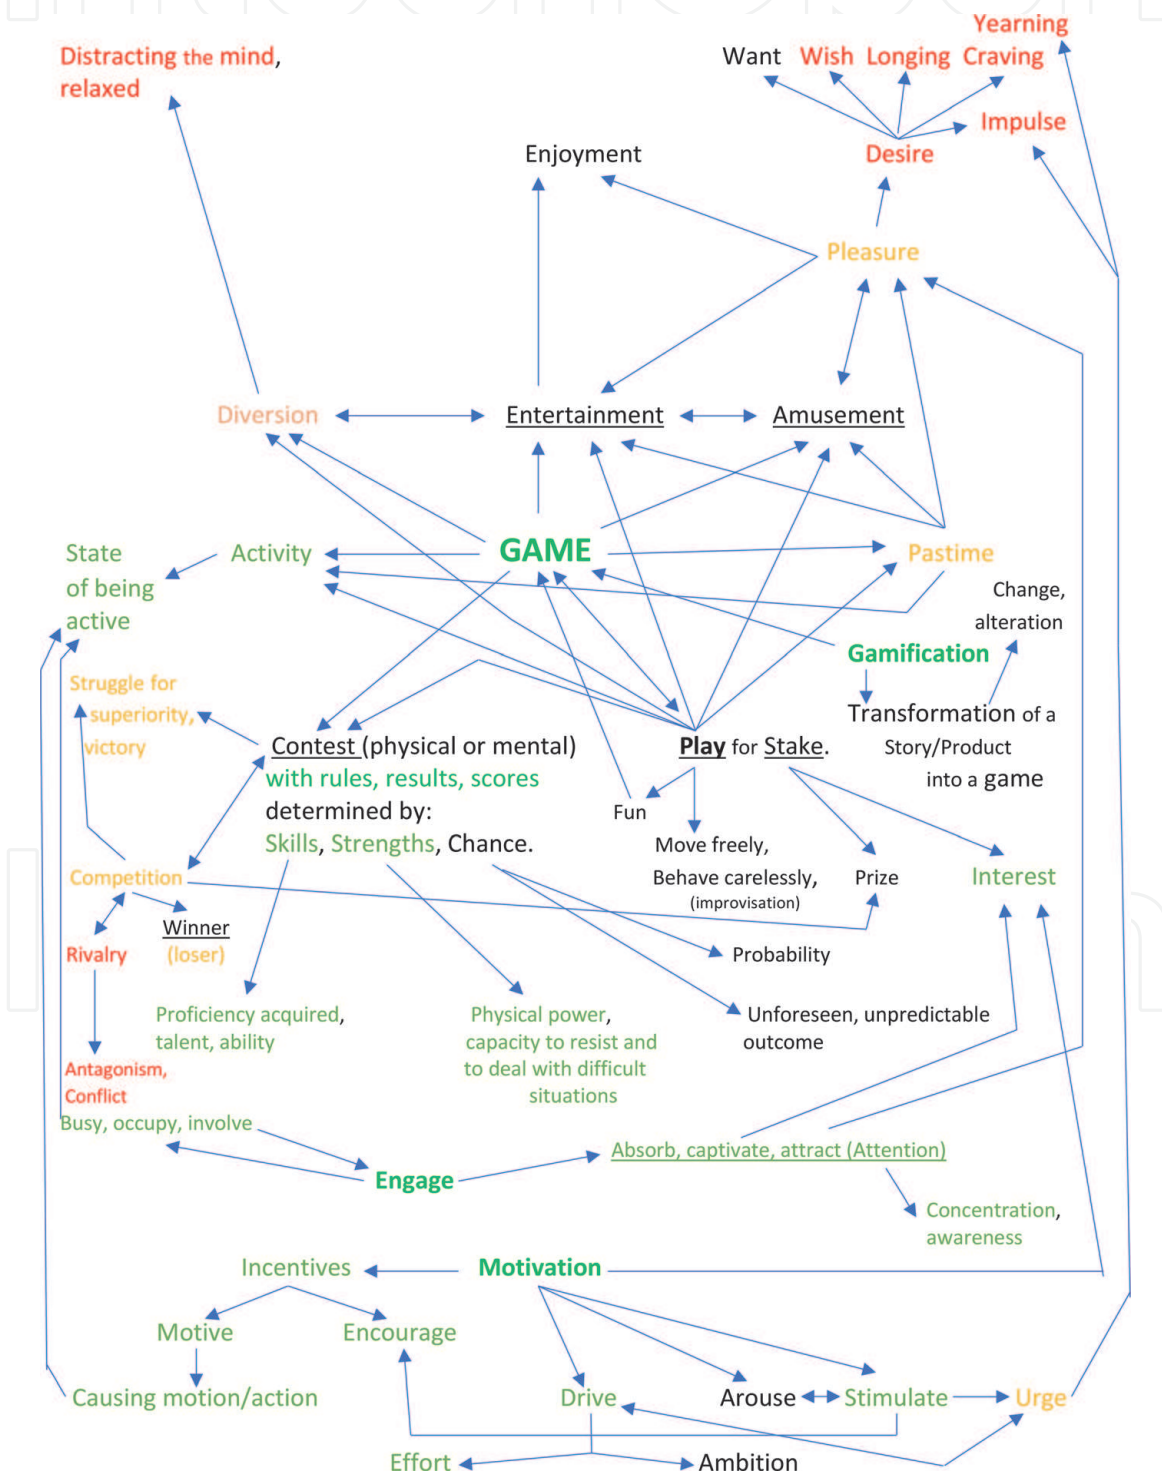 Yearning
Distracting the mind,
relaxed
Want Wish Longing Craving
Impulse
Enjoyment
Desire
Pleasure
Diversion
Entertainment
Amusement
State
of being
active
Activity
GAME
Pastime
Change,
alteration
Gamification
Transformation of a
Story/Product
into a game
Struggle for
superiority,
victory
Contest (physical or mental)
with rules, results, scores
determined by:
Skills, Strengths, Chance.
Play for Stake.
Fun
Move freely,
Behave carelessly,
(improvisation)
Prize
Interest
Competition
Winner
(loser)
Rivalry
Probability
Proficiency acquired,
talent, ability
Physical power,
capacity to resist and
to deal with difficult
situations
Unforeseen, unpredictable
outcome
Antagonism,
Conflict
Busy, occupy, involve
Engage
Absorb, captivate, attract (Attention)
Concentration,
awareness
Incentives
Motivation
Motive
Encourage
Causing motion/action
Drive
Arouse
Stimulate
Urge
Effort
Ambition